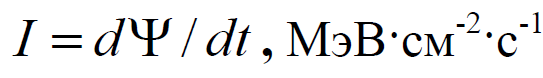 I = dΨ / dt, МэВ·см⁻²·с⁻¹